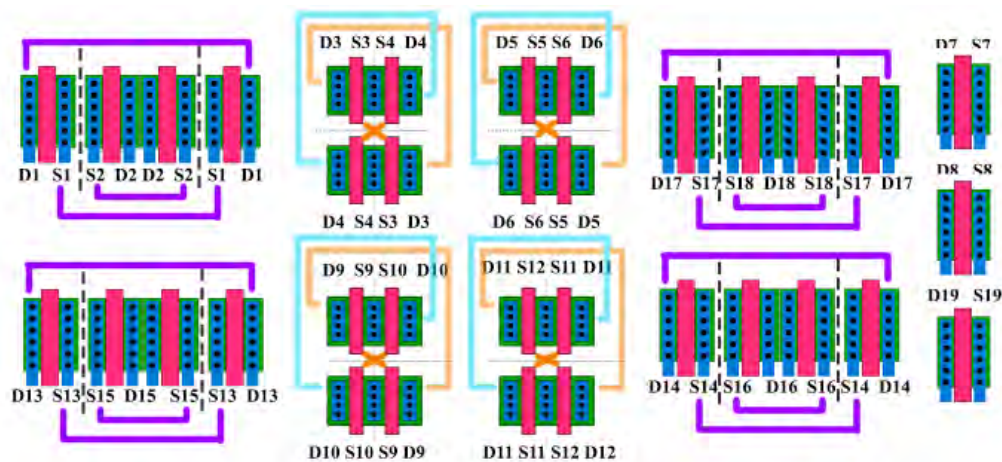 D3 S3 S4 D4
D5 S5 S6 D6
D7 S7
D1 S1 S2 D2 D2 S2 S1 D1
D17 S17 S18 D18 S18 S17 D17
D8 S8
D4 S4 S3 D3
D6 S6 S5 D5
D9 S9 S10 D10
D11 S12 S11 D11
D19 S19
D13 S13 S15 D15 S15 S13 D13
D14 S14 S16 D16 S16 S14 D14
D10 S10 S9 D9
D11 S11 S12 D12